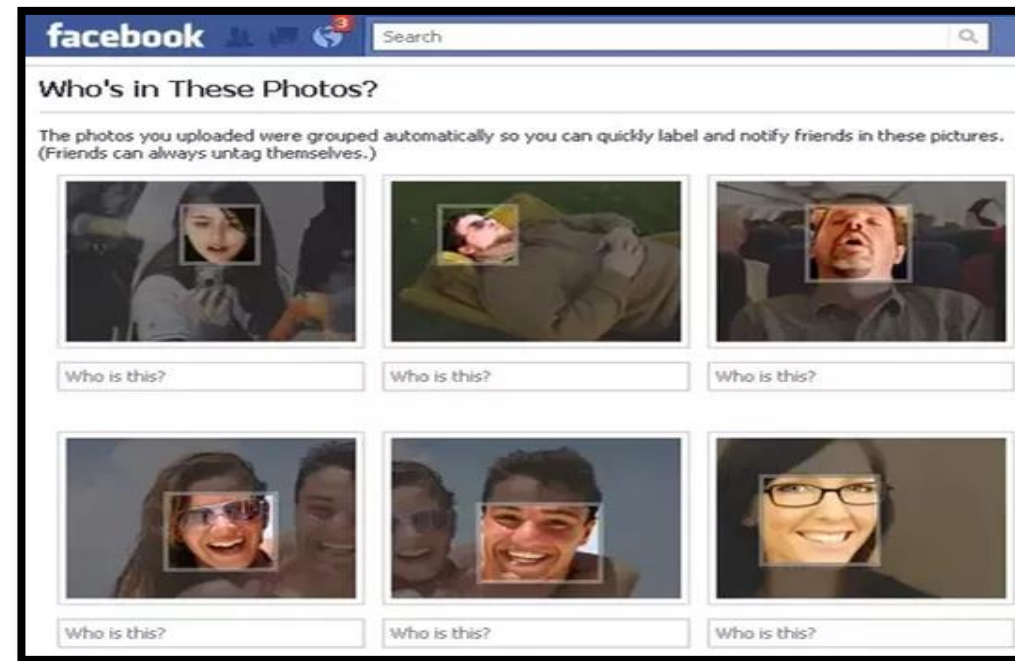 facebook 3 Search
Who's in These Photos?
The photos you uploaded were grouped automatically so you can quickly label and notify friends in these pictures.
(Friends can always untag themselves.)
Who is this? Who is this? Who is this?
Who is this? Who is this? Who is this?